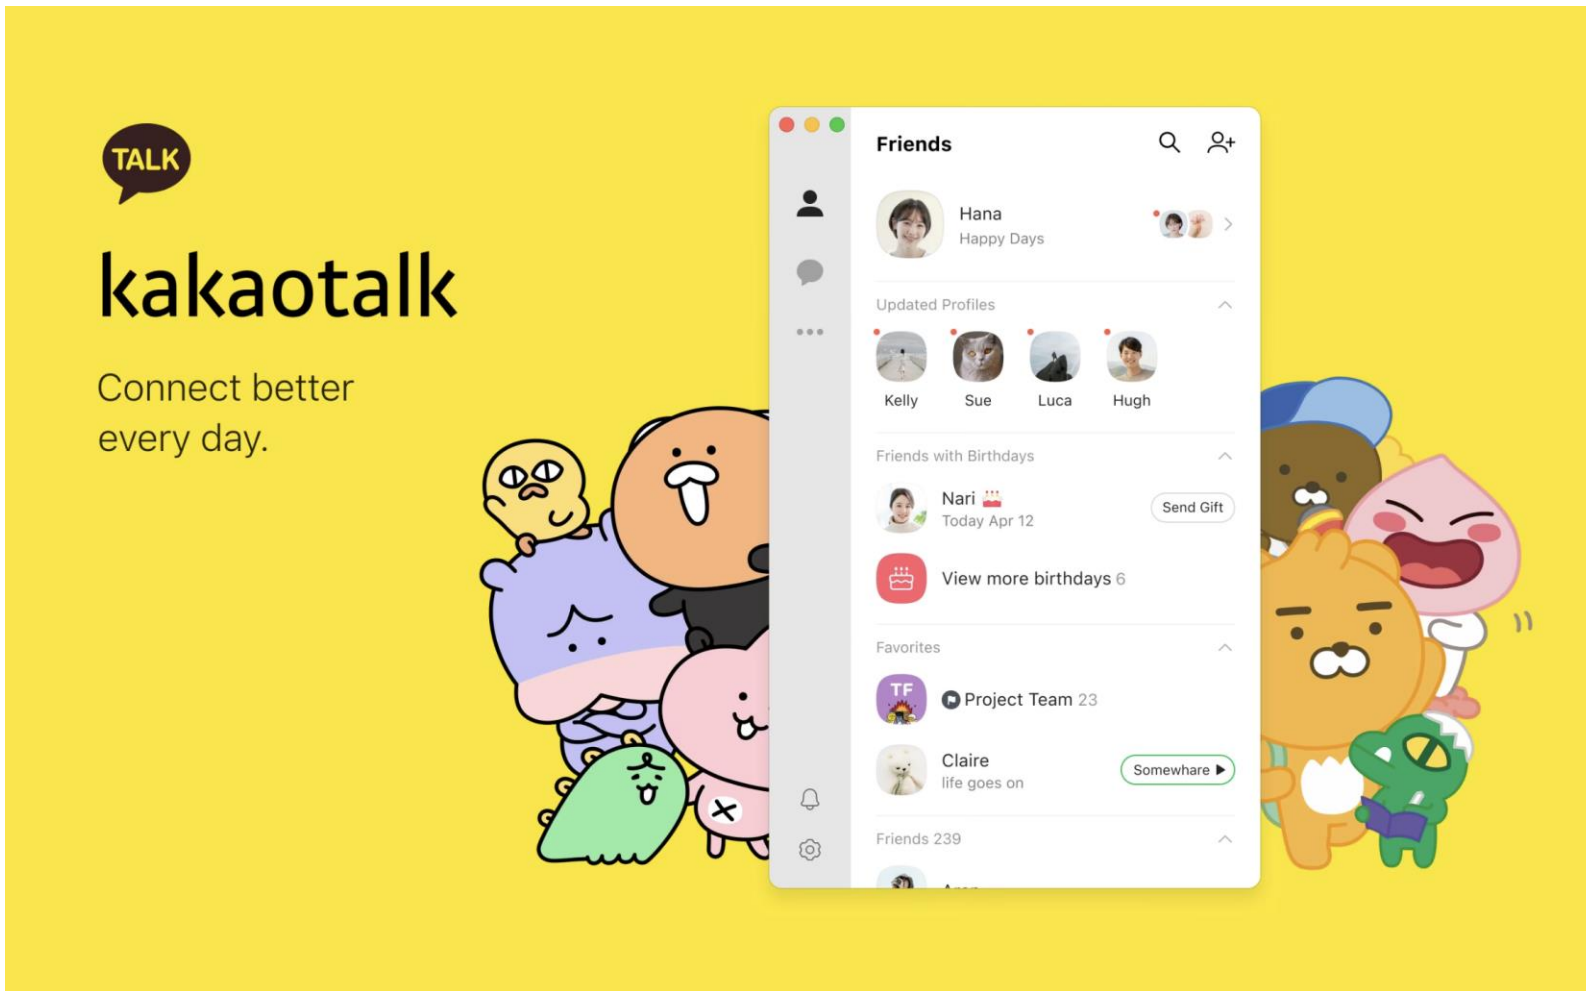 TALK
kakaotalk
Connect better
every day.
Friends
Hana
Happy Days
Updated Profiles
Kelly Sue Luca Hugh
Friends with Birthdays
Nari
Today Apr 12
Send Gift
View more birthdays 6
Favorites
TF
Project Team 23
Claire
life goes on
Somewhare
Friends 239